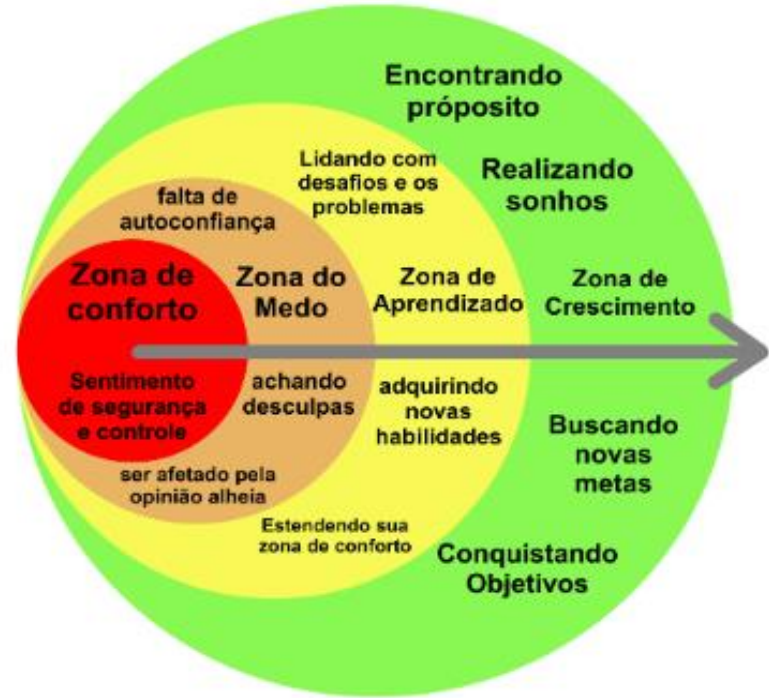 Encontrando
próposito
Realizando
sonhos
Lidando com
desafios e os
problemas
falta de
autoconfiança
Zona de
conforto
Zona do
Medo
Zona de
Aprendizado
Zona de
Crescimento
Sentimento
de segurança
e controle
achando
desculpas
adquirindo
novas
habilidades
Buscando
novas
metas
ser afetado pela
opinião alheia
Estendendo sua
zona de conforto
Conquistando
Objetivos